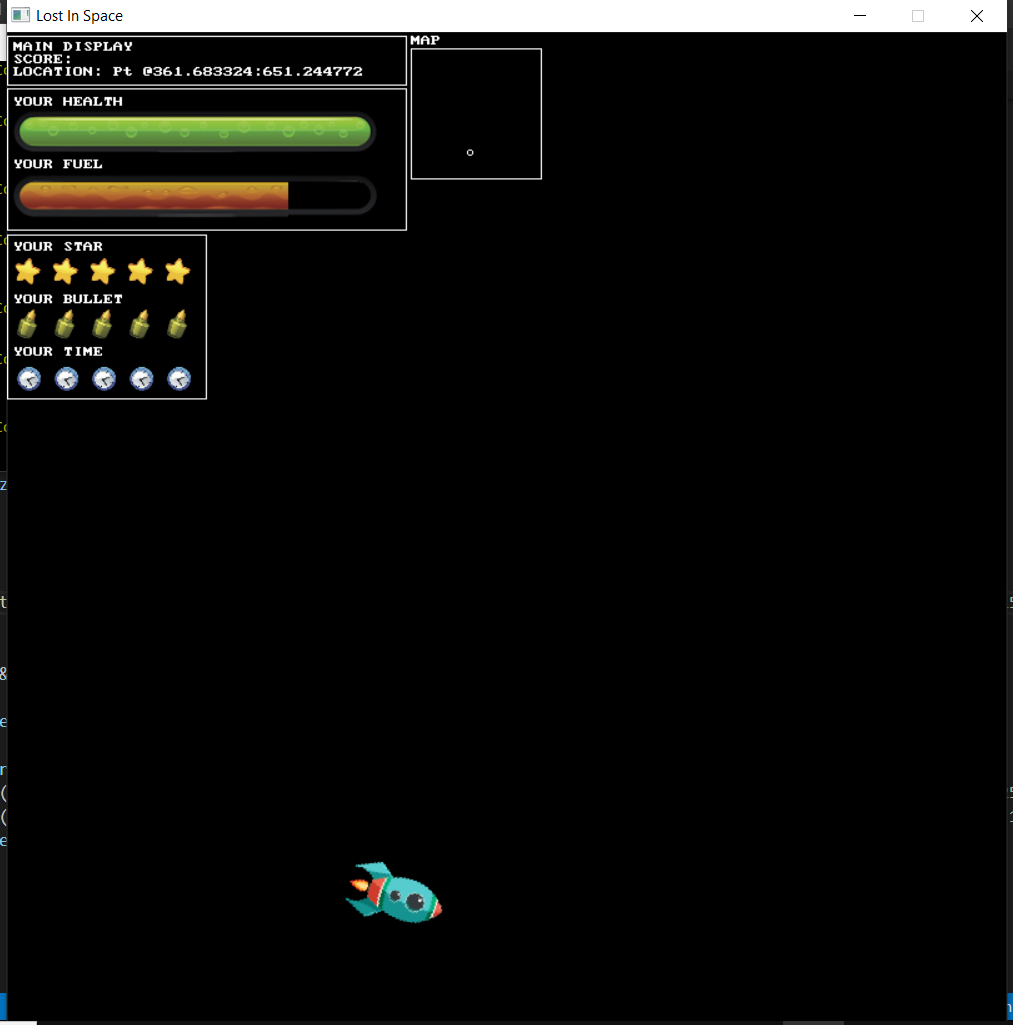 Lost In Space
MAIN DISPLAY
SCORE:
LOCATION: Pt @361.683324:651.244772
MAP
YOUR HEALTH
YOUR FUEL
YOUR STAR
YOUR BULLET
YOUR TIME